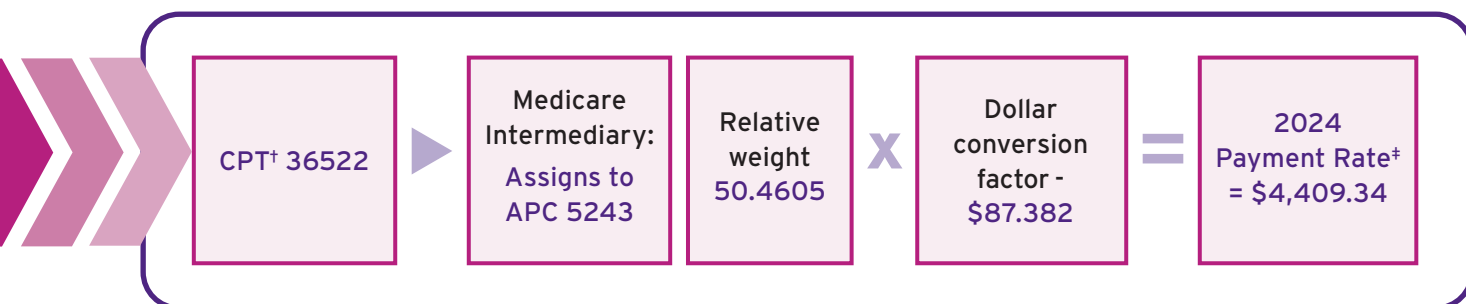 CPT† 36522
Medicare
Intermediary:
Assigns to
APC 5243
Relative
weight
50.4605
x
Dollar
conversion
factor -
$87.382
=
2024
Payment Rate‡
= $4,409.34